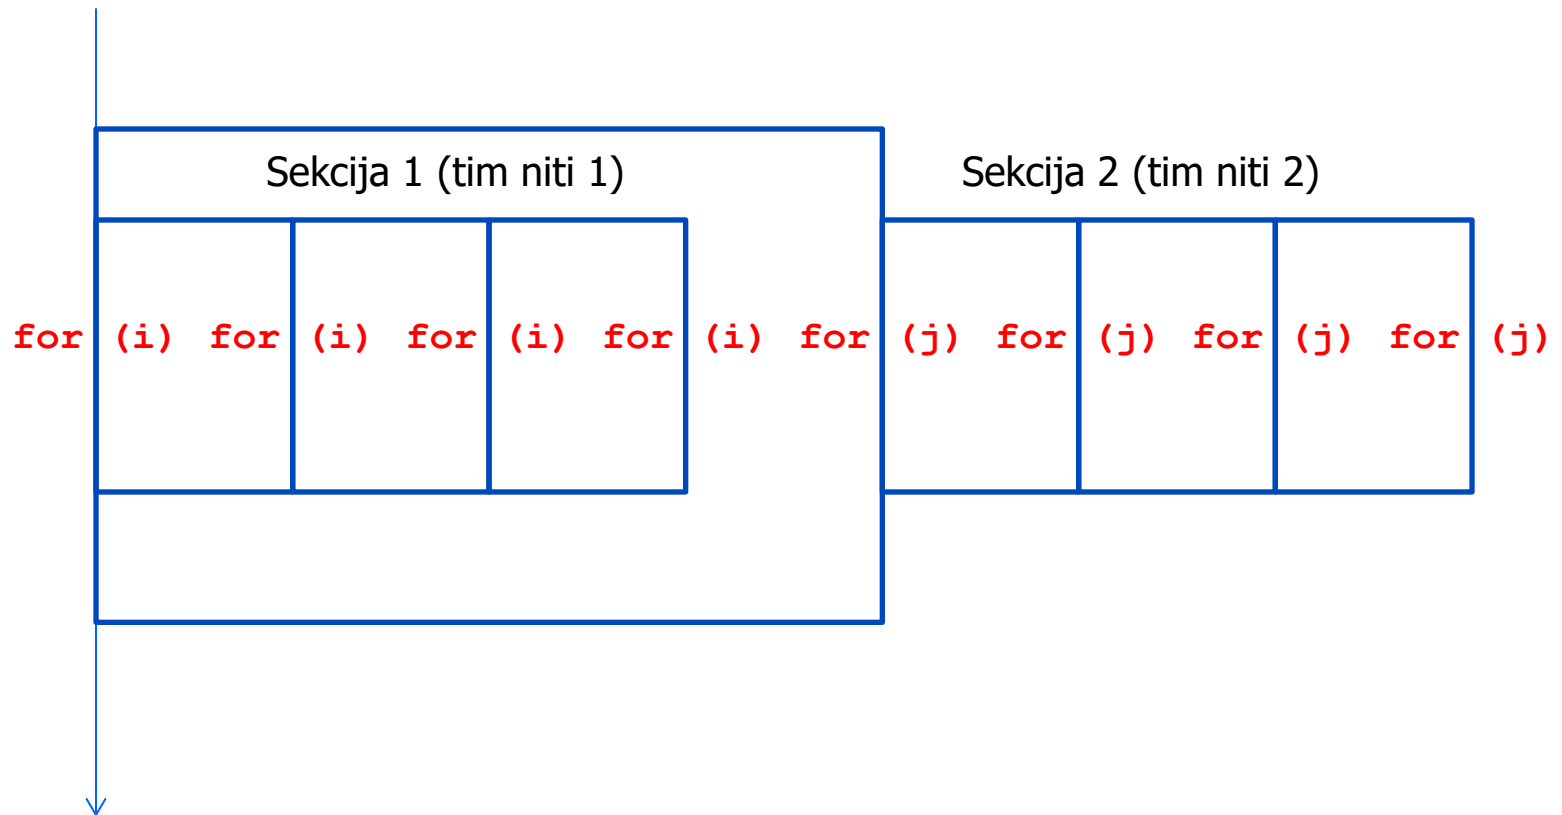 Sekcija 1 (tim niti 1) Sekcija 2 (tim niti 2)
for (i) for (i) for (i) for (i) for (j) for (j) for (j) for (j)